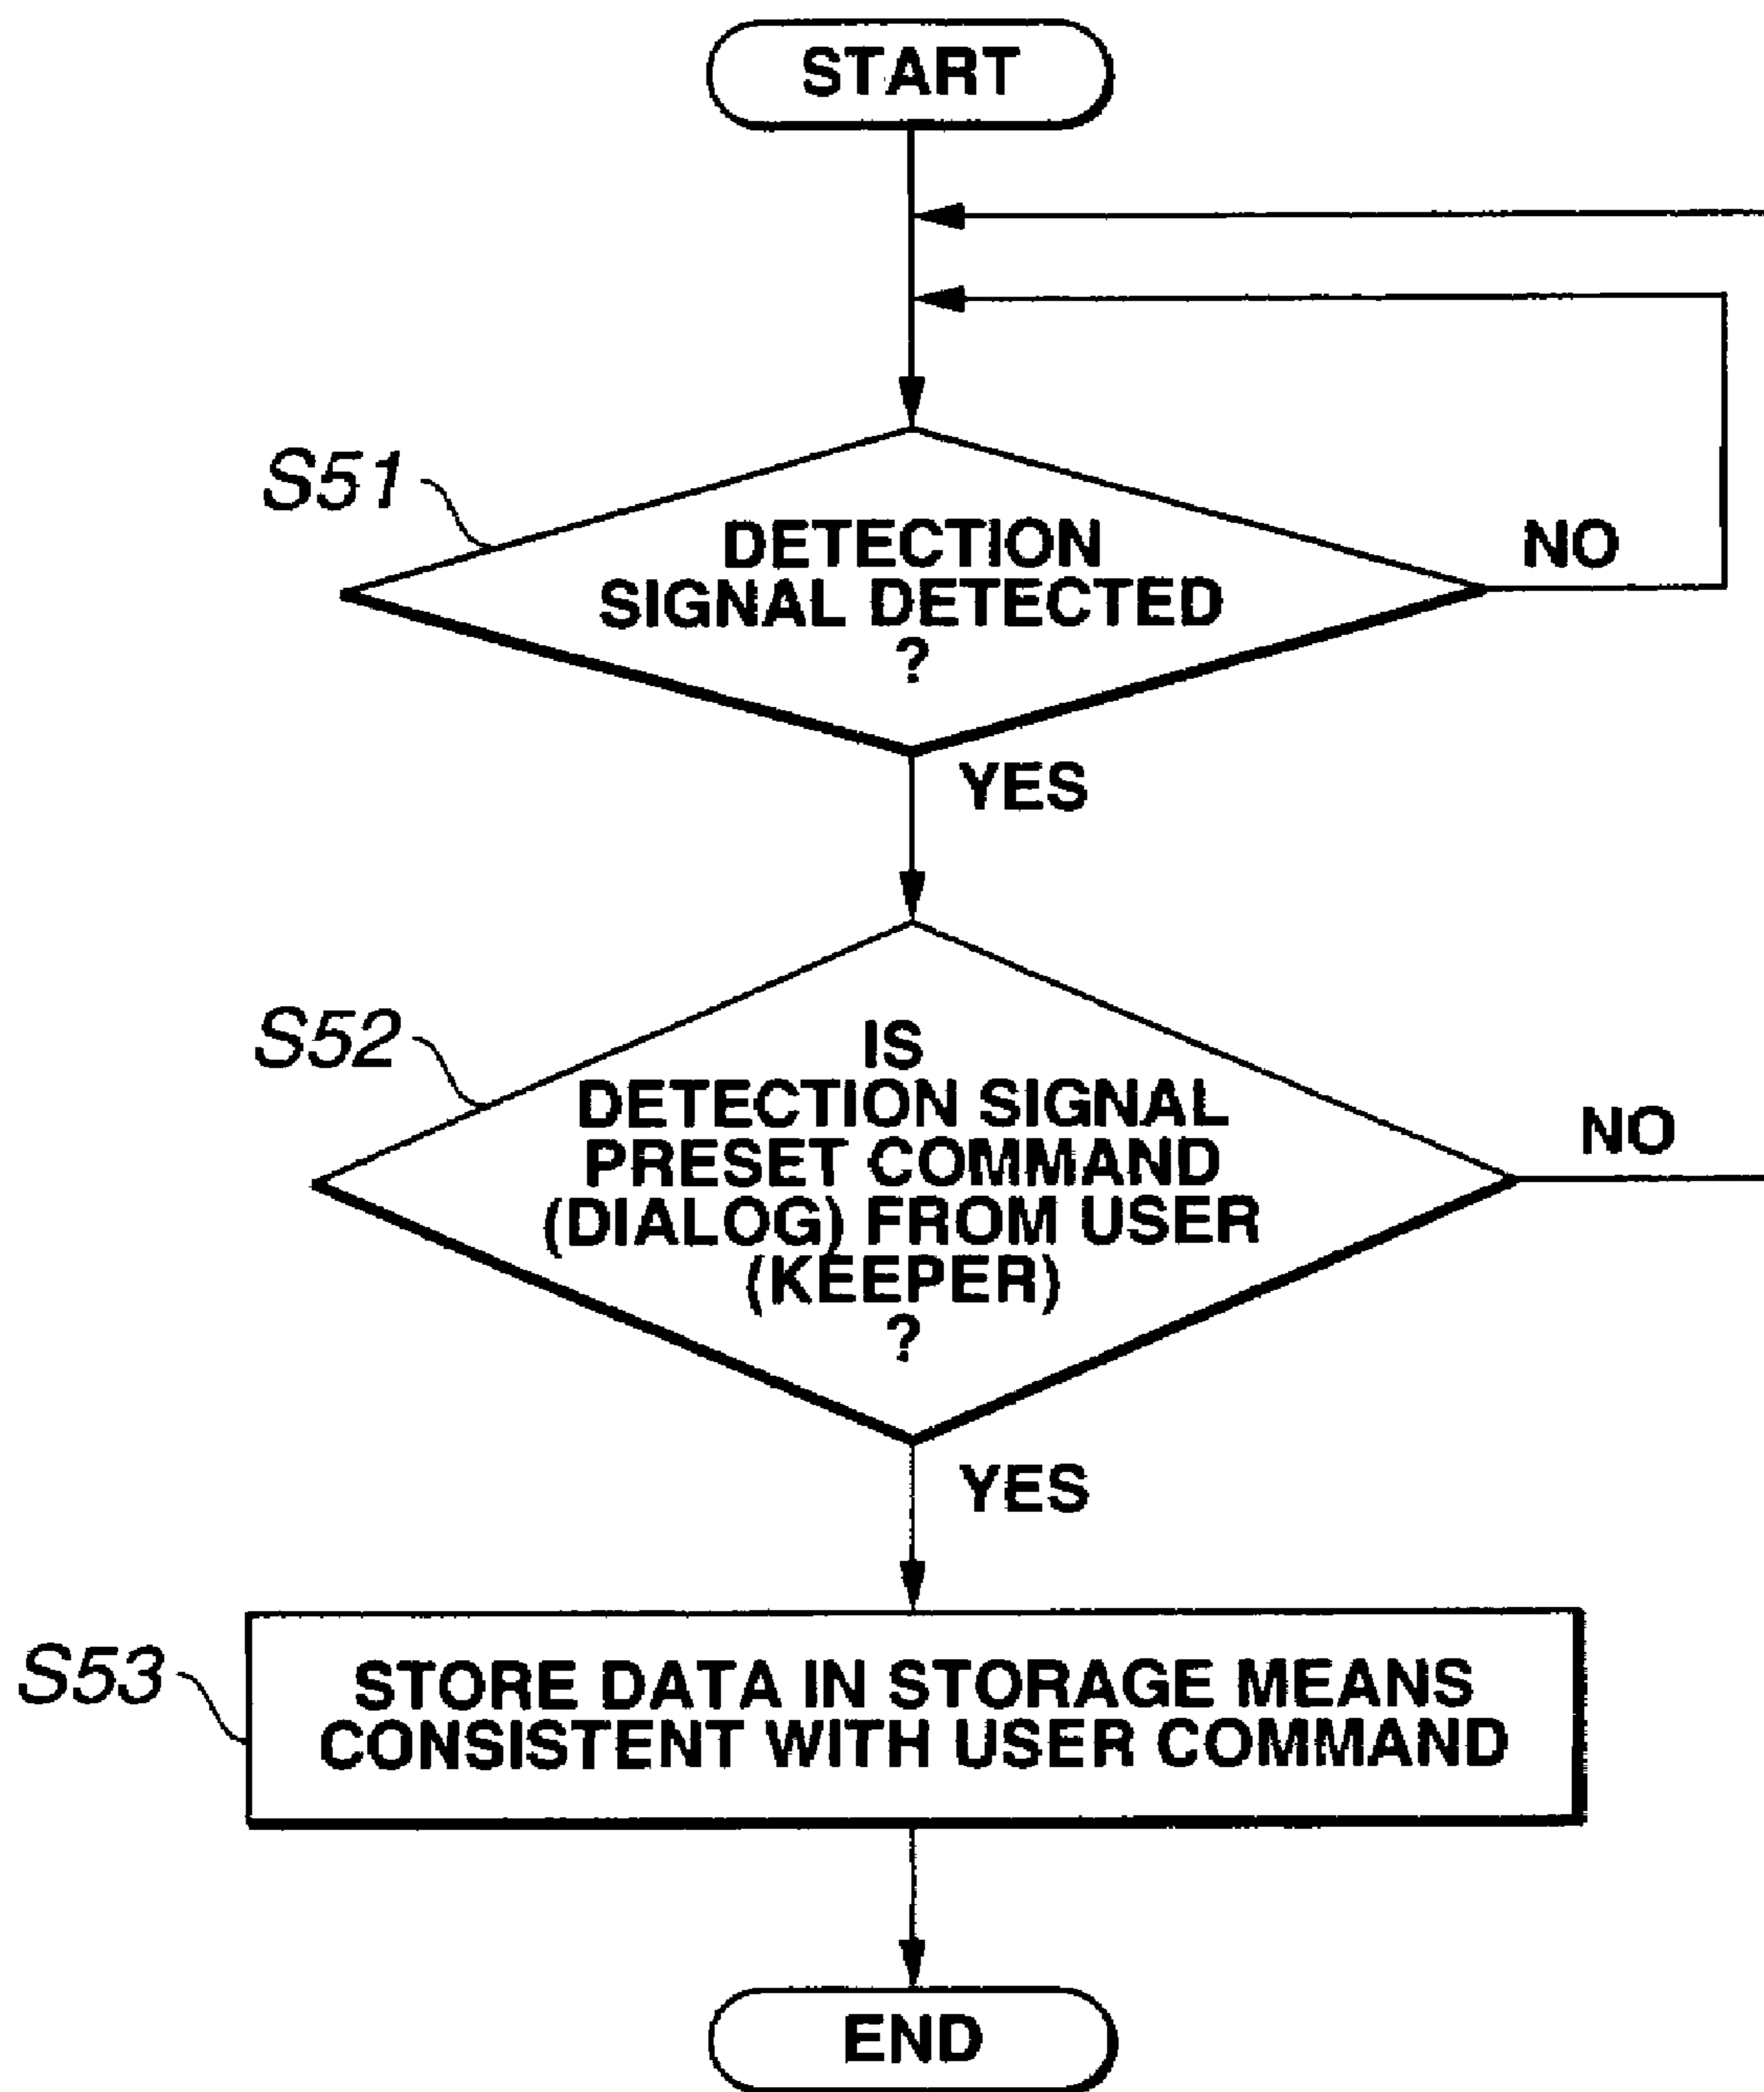 START
S51
DETECTION
SIGNAL DETECTED
?
NO
YES
S52
IS
DETECTION SIGNAL
PRESET COMMAND
(DIALOG) FROM USER
(KEEPER)
?
NO
YES
S53
STORE DATA IN STORAGE MEANS
CONSISTENT WITH USER COMMAND
END